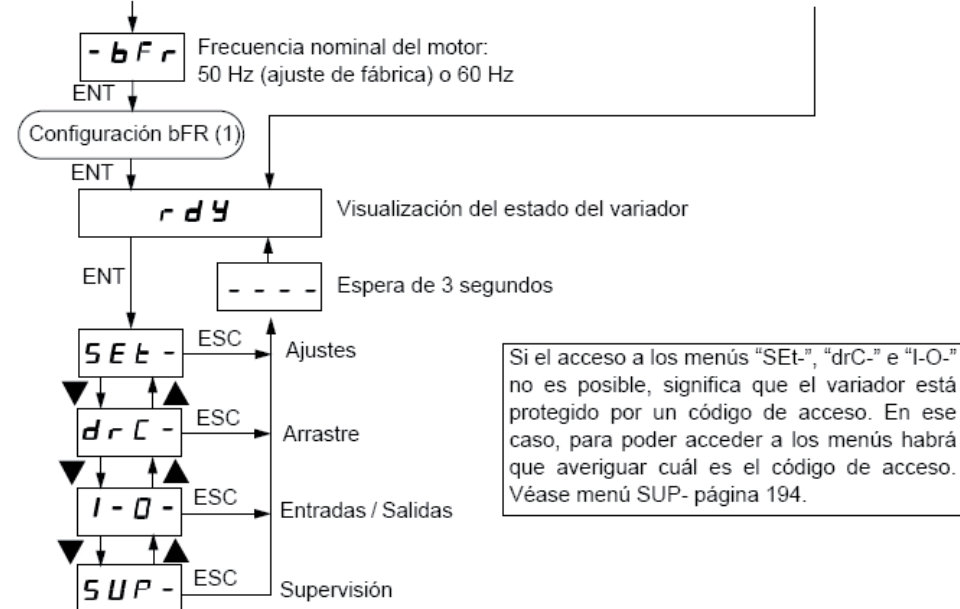 - bFr
Frecuencia nominal del motor:
50 Hz (ajuste de fábrica) o 60 Hz
ENT
Configuración bFR (1)
ENT
rdY
Visualización del estado del variador
ENT
- - - -
Espera de 3 segundos
SEt -
ESC
Ajustes
drC -
ESC
Arrastre
I - O -
ESC
Entradas / Salidas
SUP -
ESC
Supervisión
Si el acceso a los menús “SEt-”, “drC-” e “I-O-”
no es posible, significa que el variador está
protegido por un código de acceso. En ese
caso, para poder acceder a los menús habrá
que averiguar cuál es el código de acceso.
Véase menú SUP- página 194.